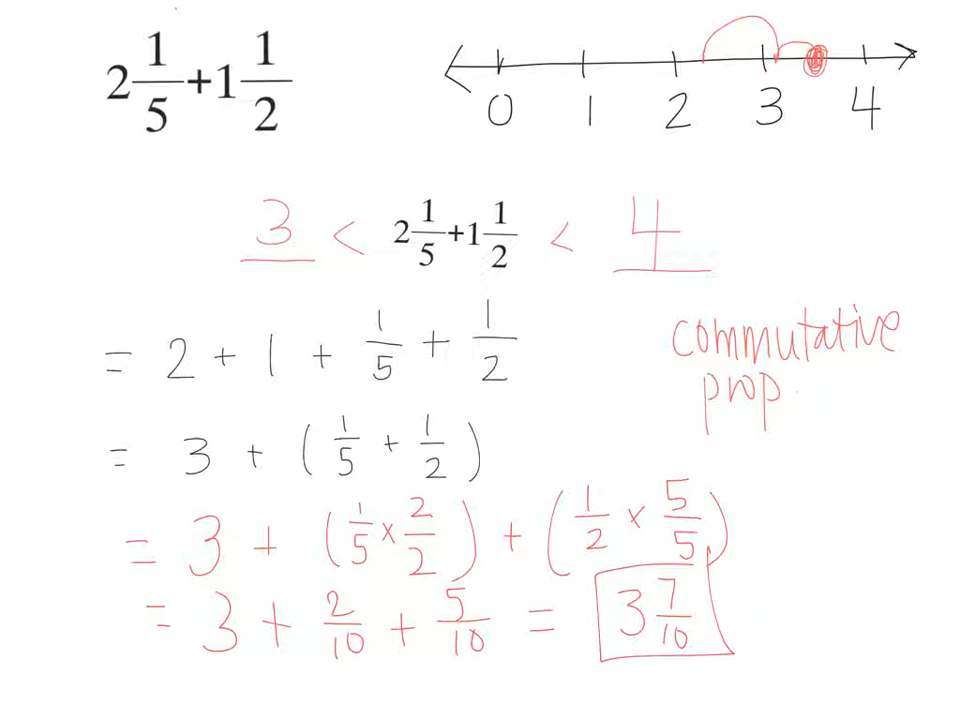 2 1/5 + 1 1/2
0 1 2 3 4
3 < 2 1/5 + 1 1/2 < 4
= 2 + 1 + 1/5 + 1/2
commutative
prop.
= 3 + (1/5 + 1/2)
= 3 + (1/5 × 2/2) + (1/2 × 5/5)
= 3 + 2/10 + 5/10 = 3 7/10